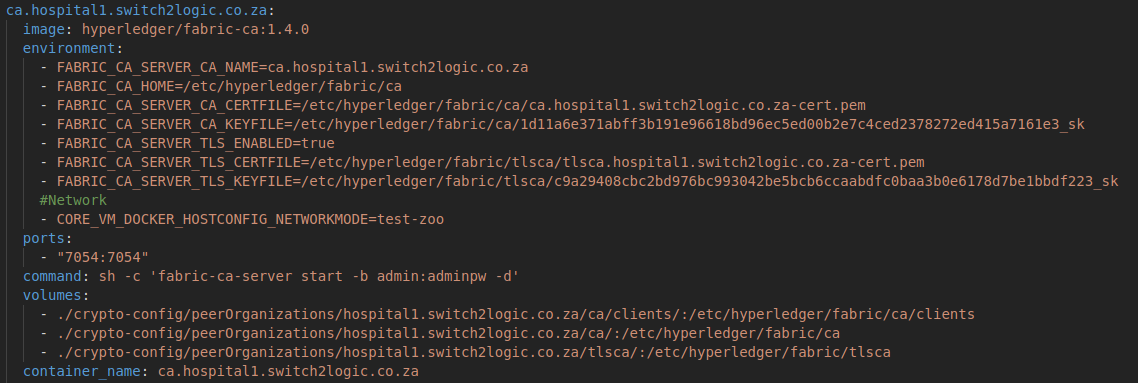 ca.hospital1.switch2logic.co.za:
  image: hyperledger/fabric-ca:1.4.0
  environment:
    - FABRIC_CA_SERVER_CA_NAME=ca.hospital1.switch2logic.co.za
    - FABRIC_CA_HOME=/etc/hyperledger/fabric/ca
    - FABRIC_CA_SERVER_CA_CERTFILE=/etc/hyperledger/fabric/ca/ca.hospital1.switch2logic.co.za-cert.pem
    - FABRIC_CA_SERVER_CA_KEYFILE=/etc/hyperledger/fabric/ca/1d11a6e371abff3b191e96618bd96ec5ed00b2e7c4ced2378272ed415a7161e3_sk
    - FABRIC_CA_SERVER_TLS_ENABLED=true
    - FABRIC_CA_SERVER_TLS_CERTFILE=/etc/hyperledger/fabric/tlsca/tlsca.hospital1.switch2logic.co.za-cert.pem
    - FABRIC_CA_SERVER_TLS_KEYFILE=/etc/hyperledger/fabric/tlsca/c9a29408cbc2bd976bc993042be5bcb6ccaabdfc0baa3b0e6178d7be1bbdf223_sk
    #Network
    - CORE_VM_DOCKER_HOSTCONFIG_NETWORKMODE=test-zoo
  ports:
    - "7054:7054"
  command: sh -c 'fabric-ca-server start -b admin:adminpw -d'
  volumes:
    - ./crypto-config/peerOrganizations/hospital1.switch2logic.co.za/ca/clients/:/etc/hyperledger/fabric/ca/clients
    - ./crypto-config/peerOrganizations/hospital1.switch2logic.co.za/ca/:/etc/hyperledger/fabric/ca
    - ./crypto-config/peerOrganizations/hospital1.switch2logic.co.za/tlsca/:/etc/hyperledger/fabric/tlsca
  container_name: ca.hospital1.switch2logic.co.za